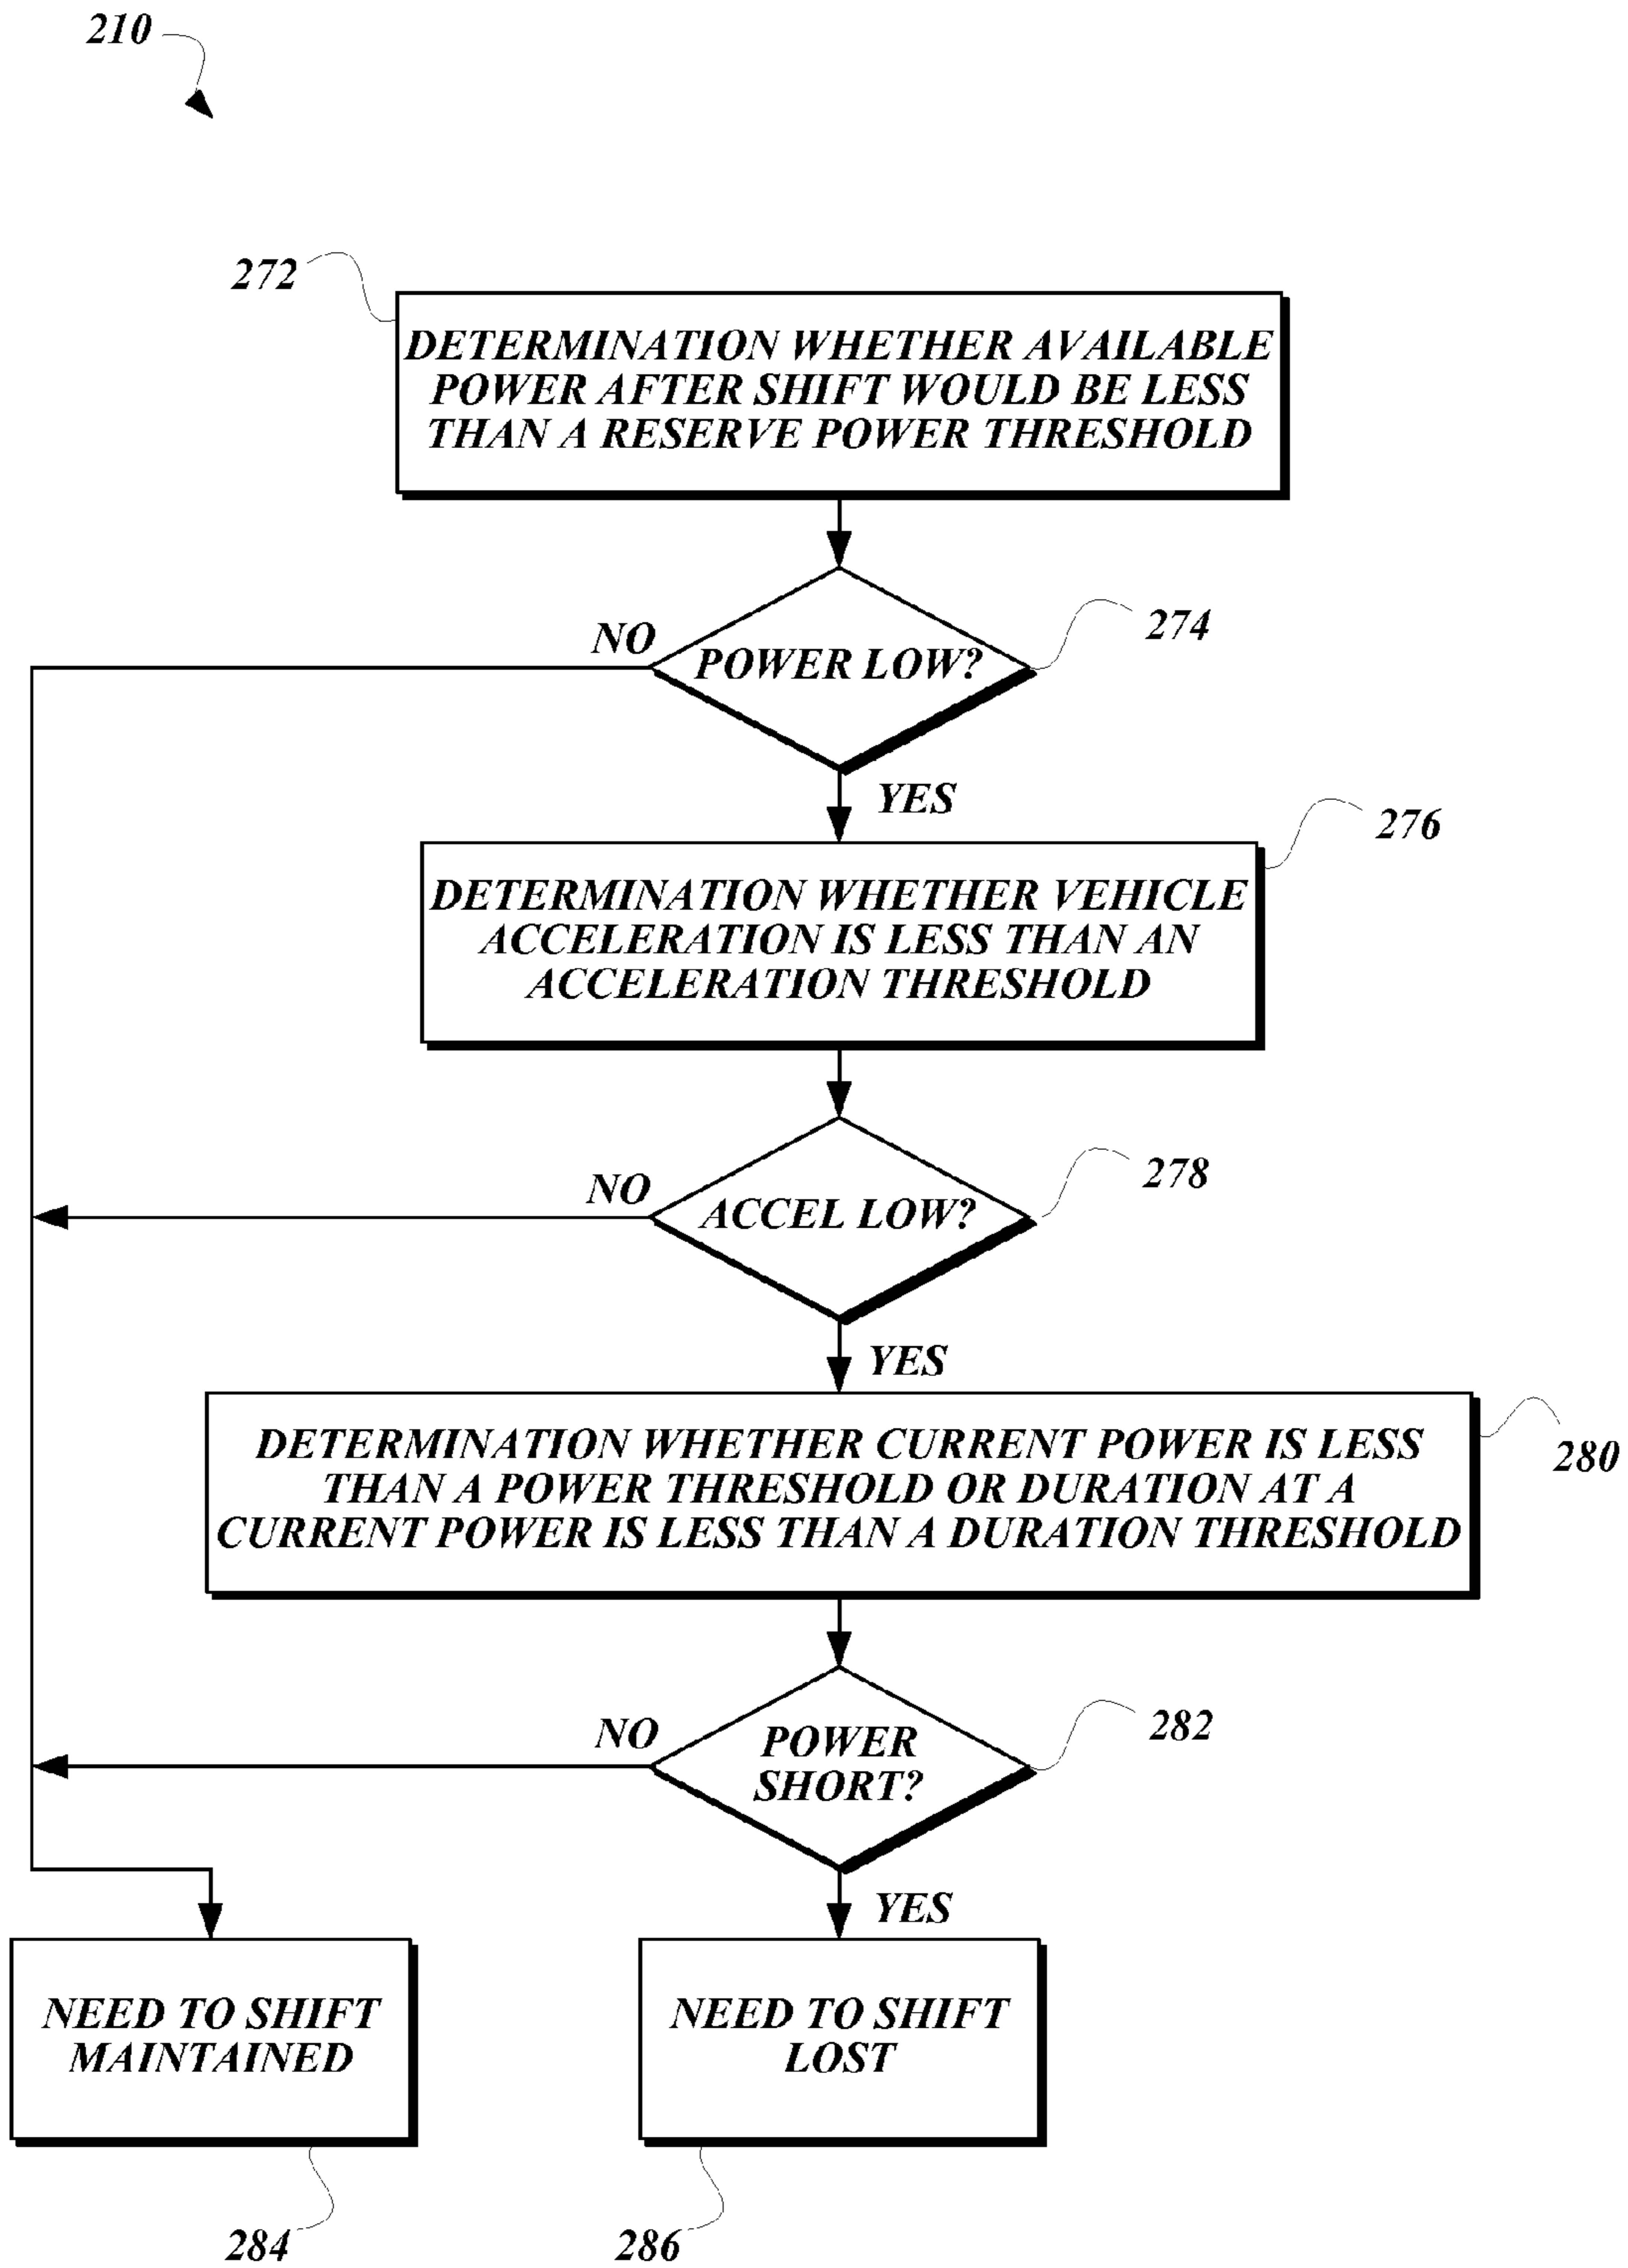 210
272
DETERMINATION WHETHER AVAILABLE
POWER AFTER SHIFT WOULD BE LESS
THAN A RESERVE POWER THRESHOLD
NO
POWER LOW?
274
YES
276
DETERMINATION WHETHER VEHICLE
ACCELERATION IS LESS THAN AN
ACCELERATION THRESHOLD
NO
ACCEL LOW?
278
YES
DETERMINATION WHETHER CURRENT POWER IS LESS
THAN A POWER THRESHOLD OR DURATION AT A
CURRENT POWER IS LESS THAN A DURATION THRESHOLD
280
NO
POWER
SHORT?
282
YES
NEED TO SHIFT
MAINTAINED
NEED TO SHIFT
LOST
284
286